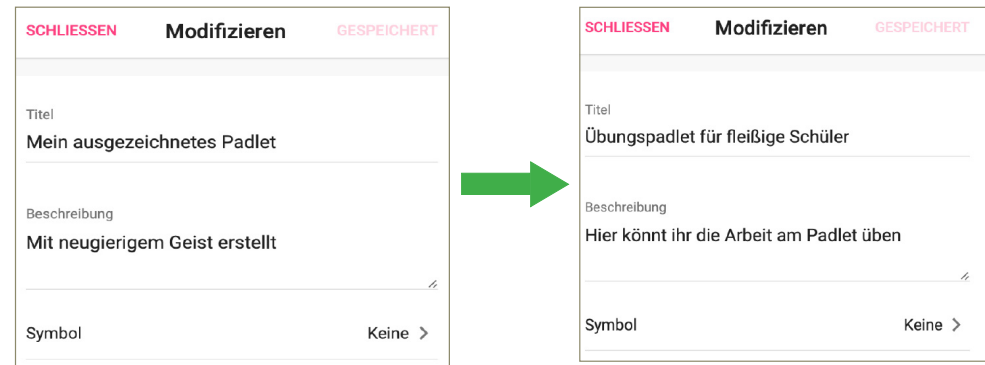 SCHLIESSEN Modifizieren GESPEICHERT
Titel
Mein ausgezeichnetes Padlet
Beschreibung
Mit neugierigem Geist erstellt
Symbol Keine
SCHLIESSEN Modifizieren GESPEICHERT
Titel
Übungspadlet für fleißige Schüler
Beschreibung
Hier könnt ihr die Arbeit am Padlet üben
Symbol Keine